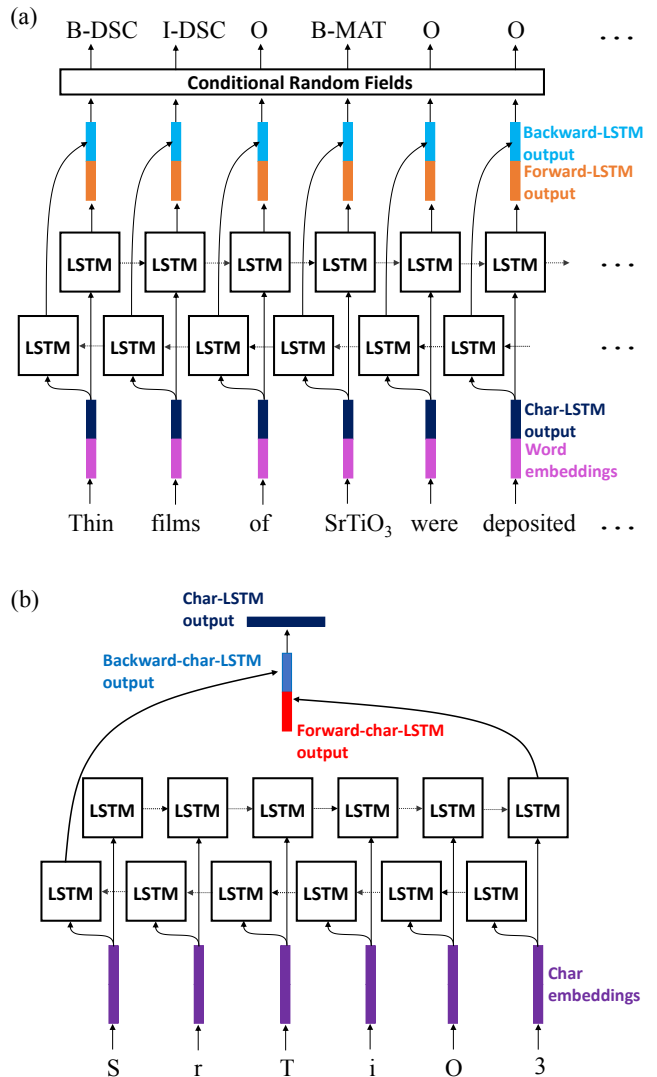 (a)
B-DSC I-DSC O B-MAT O O ...
Conditional Random Fields
Backward-LSTM
output
Forward-LSTM
output
LSTM LSTM LSTM LSTM LSTM LSTM ...
LSTM LSTM LSTM LSTM LSTM LSTM ...
Char-LSTM
output
Word
embeddings
Thin films of SrTiO₃ were deposited ...
(b)
Char-LSTM
output
Backward-char-LSTM
output
Forward-char-LSTM
output
LSTM LSTM LSTM LSTM LSTM LSTM
LSTM LSTM LSTM LSTM LSTM LSTM
Char
embeddings
S r T i O 3